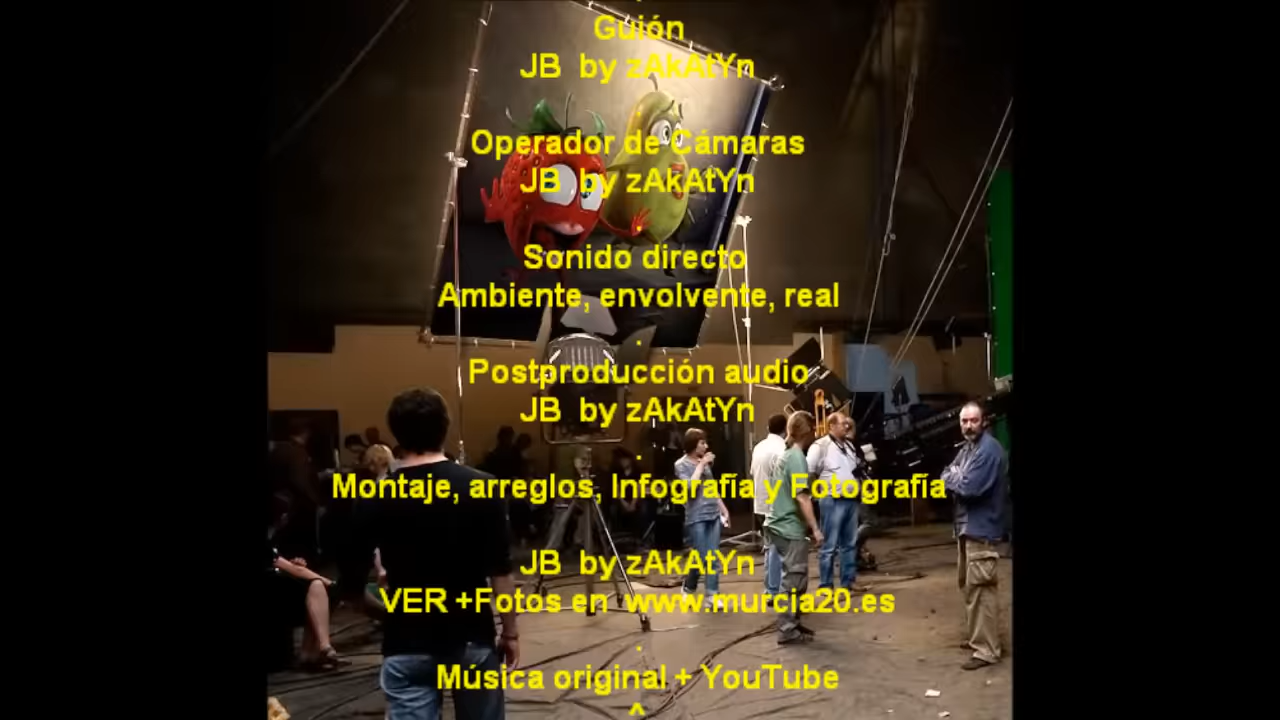 .
Guión
JB by zAkAtYn
Operador de Cámaras
JB by zAkAtYn
Sonido directo
Ambiente, envolvente, real
.
Postproducción audio
JB by zAkAtYn
.
Montaje, arreglos, Infografía y Fotografía
JB by zAkAtYn
VER +Fotos en www.murcia20.es
.
Música original + YouTube
^